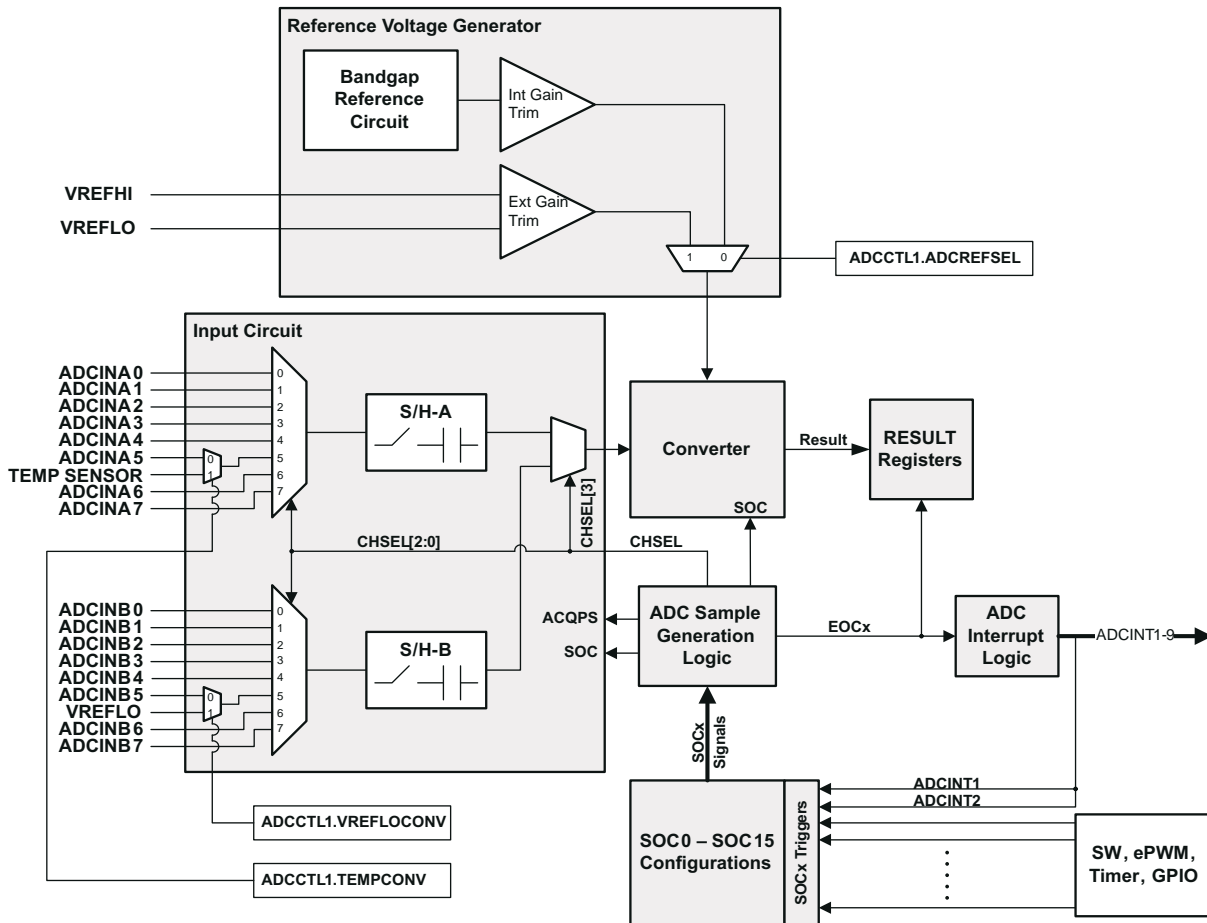 Reference Voltage Generator
Bandgap
Reference
Circuit
Int Gain
Trim
VREFHI
VREFLO
Ext Gain
Trim
1 0
ADCCTL1.ADCREFSEL
Input Circuit
ADCINA0
ADCINA1
ADCINA2
ADCINA3
ADCINA4
ADCINA5
TEMP SENSOR
ADCINA6
ADCINA7
0
1
0
1
2
3
4
5
6
7
S/H-A
Converter
SOC
Result
RESULT
Registers
CHSEL[3]
CHSEL[2:0]
CHSEL
ADCINB0
ADCINB1
ADCINB2
ADCINB3
ADCINB4
ADCINB5
VREFLO
ADCINB6
ADCINB7
0
1
0
1
2
3
4
5
6
7
S/H-B
ACQPS
SOC
ADC Sample
Generation
Logic
EOCx
ADC
Interrupt
Logic
ADCINT1-9
SOCx
Signals
ADCINT1
ADCINT2
SOC0 – SOC15
Configurations
SOCx Triggers
SW, ePWM,
Timer, GPIO
ADCCTL1.VREFLOCONV
ADCCTL1.TEMPCONV